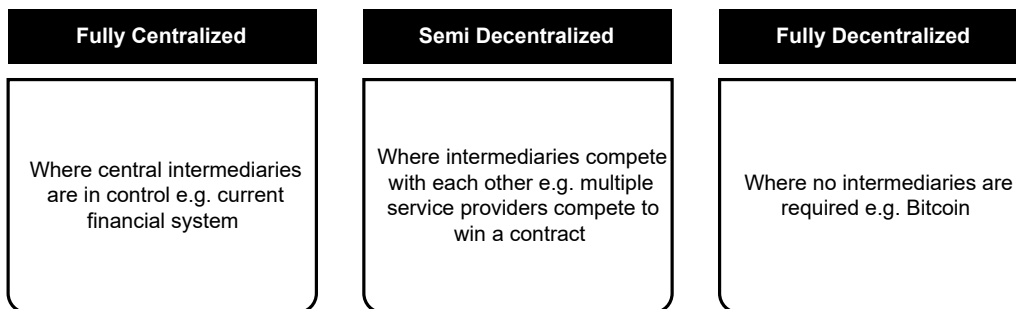 Fully Centralized
Semi Decentralized
Fully Decentralized
Where central intermediaries
are in control e.g. current
financial system
Where intermediaries compete
with each other e.g. multiple
service providers compete to
win a contract
Where no intermediaries are
required e.g. Bitcoin